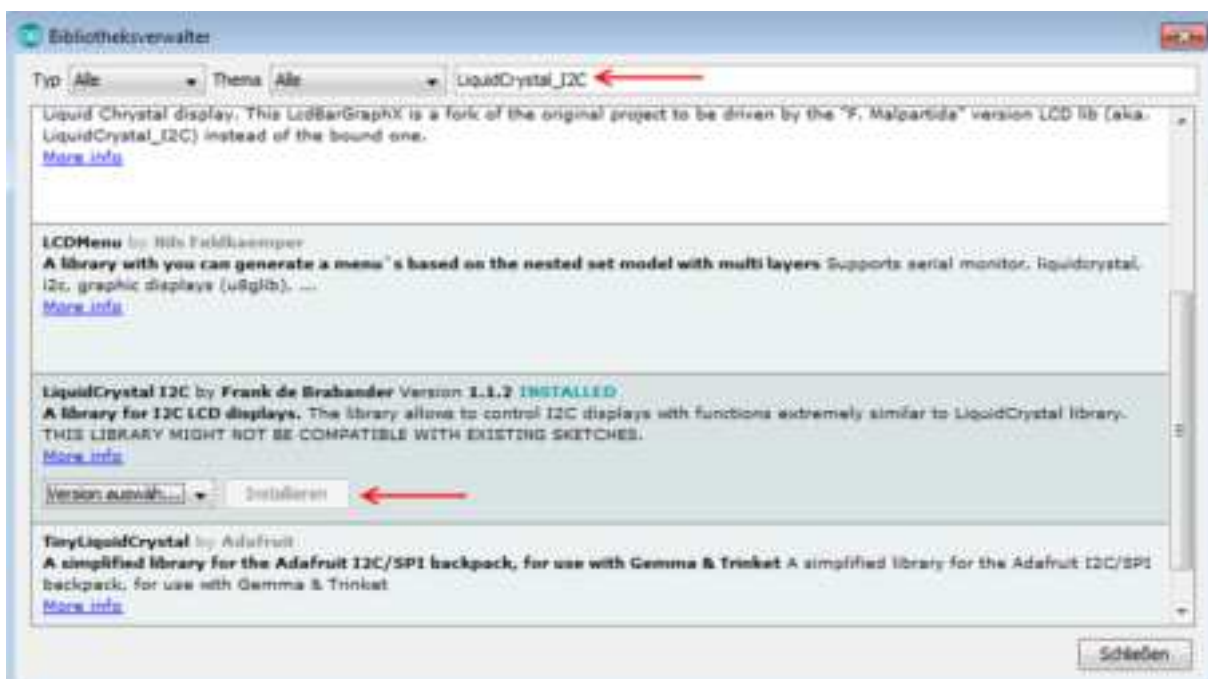 Bibliotheksverwalter
Typ Alle Thema Alle LiquidCrystal_I2C
Liquid Chrystal display. This LcdBarGraphX is a fork of the original project to be driven by the "F. Malpartida" version LCD lib (aka.
LiquidCrystal_I2C) instead of the bound one.
More info
LCDMenu by Nils Feldkaemper
A library with you can generate a menu`s based on the nested set model with multi layers Supports serial monitor, liquidcrystal,
i2c, graphic displays (u8glib). ...
More info
LiquidCrystal I2C by Frank de Brabander Version 1.1.2 INSTALLED
A library for I2C LCD displays. The library allows to control I2C displays with functions extremely similar to LiquidCrystal library.
THIS LIBRARY MIGHT NOT BE COMPATIBLE WITH EXISTING SKETCHES.
More info
Version auswäh... Installieren
TinyLiquidCrystal by Adafruit
A simplified library for the Adafruit I2C/SPI backpack, for use with Gemma & Trinket A simplified library for the Adafruit I2C/SPI
backpack, for use with Gemma & Trinket
More info
Schließen